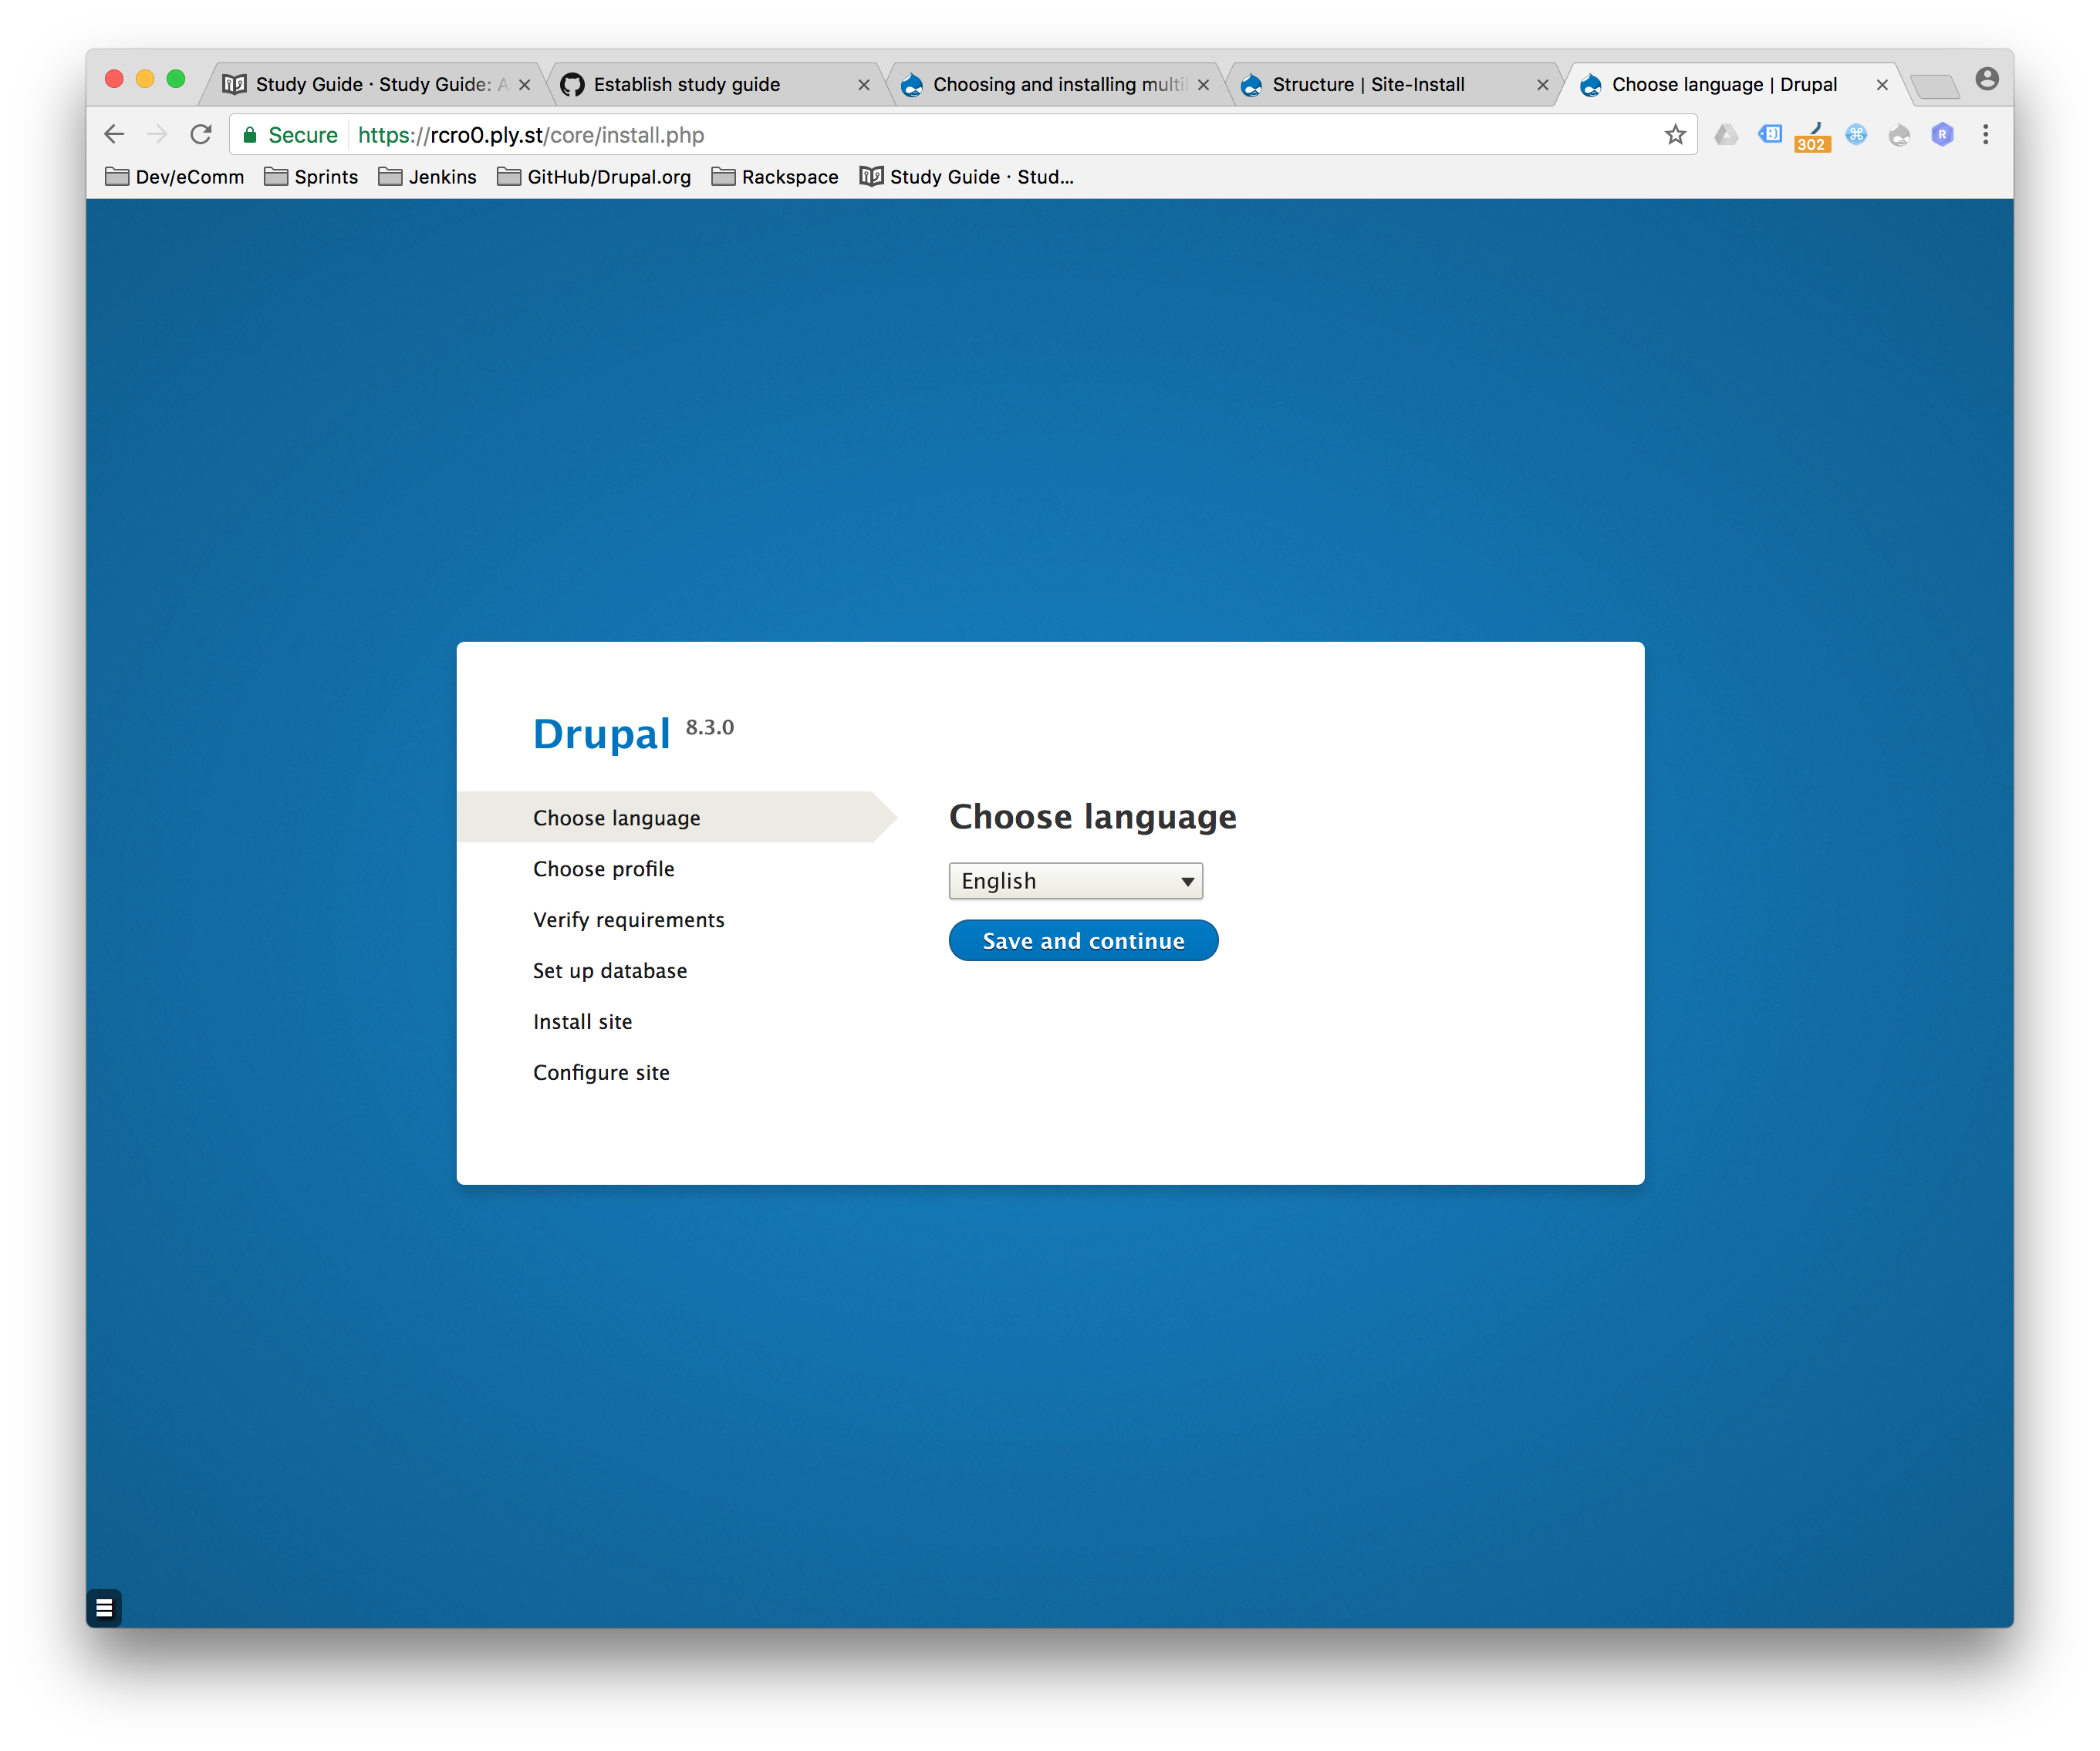 Study Guide · Study Guide: A
Establish study guide
Choosing and installing multil
Structure | Site-Install
Choose language | Drupal
Secure https://rcro0.ply.st/core/install.php
302
R
Dev/eComm Sprints Jenkins GitHub/Drupal.org Rackspace Study Guide · Stud...
Drupal 8.3.0
Choose language
Choose profile
Verify requirements
Set up database
Install site
Configure site
Choose language
English
Save and continue